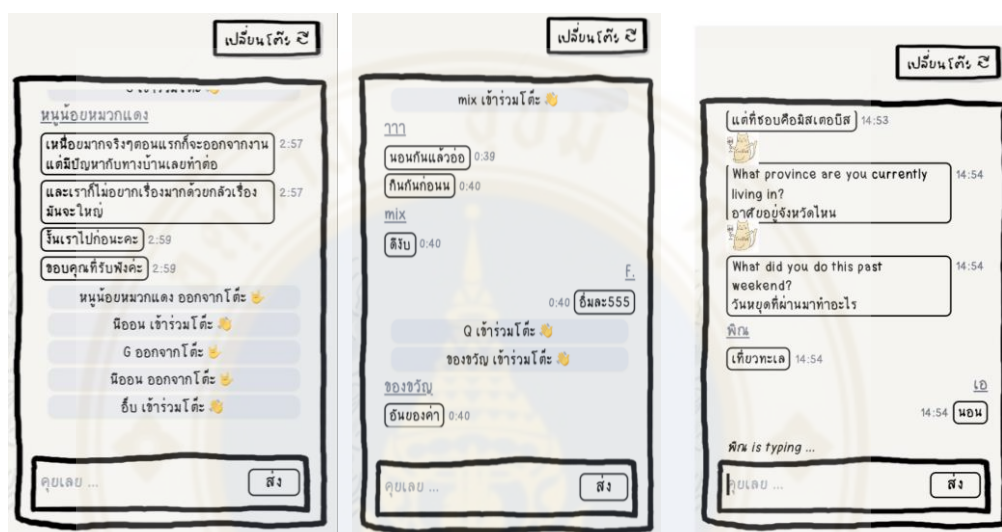 เปลี่ยนโต๊ะ
หนูน้อยหมวกแดง
เหนื่อยมากจริงๆตอนแรกก็จะออกจากงาน
แต่มีปัญหากับทางบ้านเลยทำต่อ
2:57
และเราก็ไม่อยากเรื่องมากด้วยกลัวเรื่อง
มันจะใหญ่
2:57
งั้นเราไปก่อนนะคะ 2:59
ขอบคุณที่รับฟังค่ะ 2:59
หนูน้อยหมวกแดง ออกจากโต๊ะ
นีออน เข้าร่วมโต๊ะ
G ออกจากโต๊ะ
นีออน ออกจากโต๊ะ
อึ๊บ เข้าร่วมโต๊ะ
คุยเลย ...
ส่ง
เปลี่ยนโต๊ะ
mix เข้าร่วมโต๊ะ
ววว
นอนกันแล้วอ่อ 0:39
กินกันก่อนน 0:40
mix
ดีงับ 0:40
F.
0:40 อิ่มละ555
Q เข้าร่วมโต๊ะ
ของขวัญ เข้าร่วมโต๊ะ
ของขวัญ
อันยองค่า 0:40
คุยเลย ...
ส่ง
เปลี่ยนโต๊ะ
แต่ที่ชอบคือมิสเตอบีส 14:53
What province are you currently
living in?
อาศัยอยู่จังหวัดไหน
14:54
What did you do this past
weekend?
วันหยุดที่ผ่านมาทำอะไร
14:54
พิณ
เที่ยวทะเล 14:54
เอ
14:54 นอน
พิณ is typing ...
คุยเลย ...
ส่ง